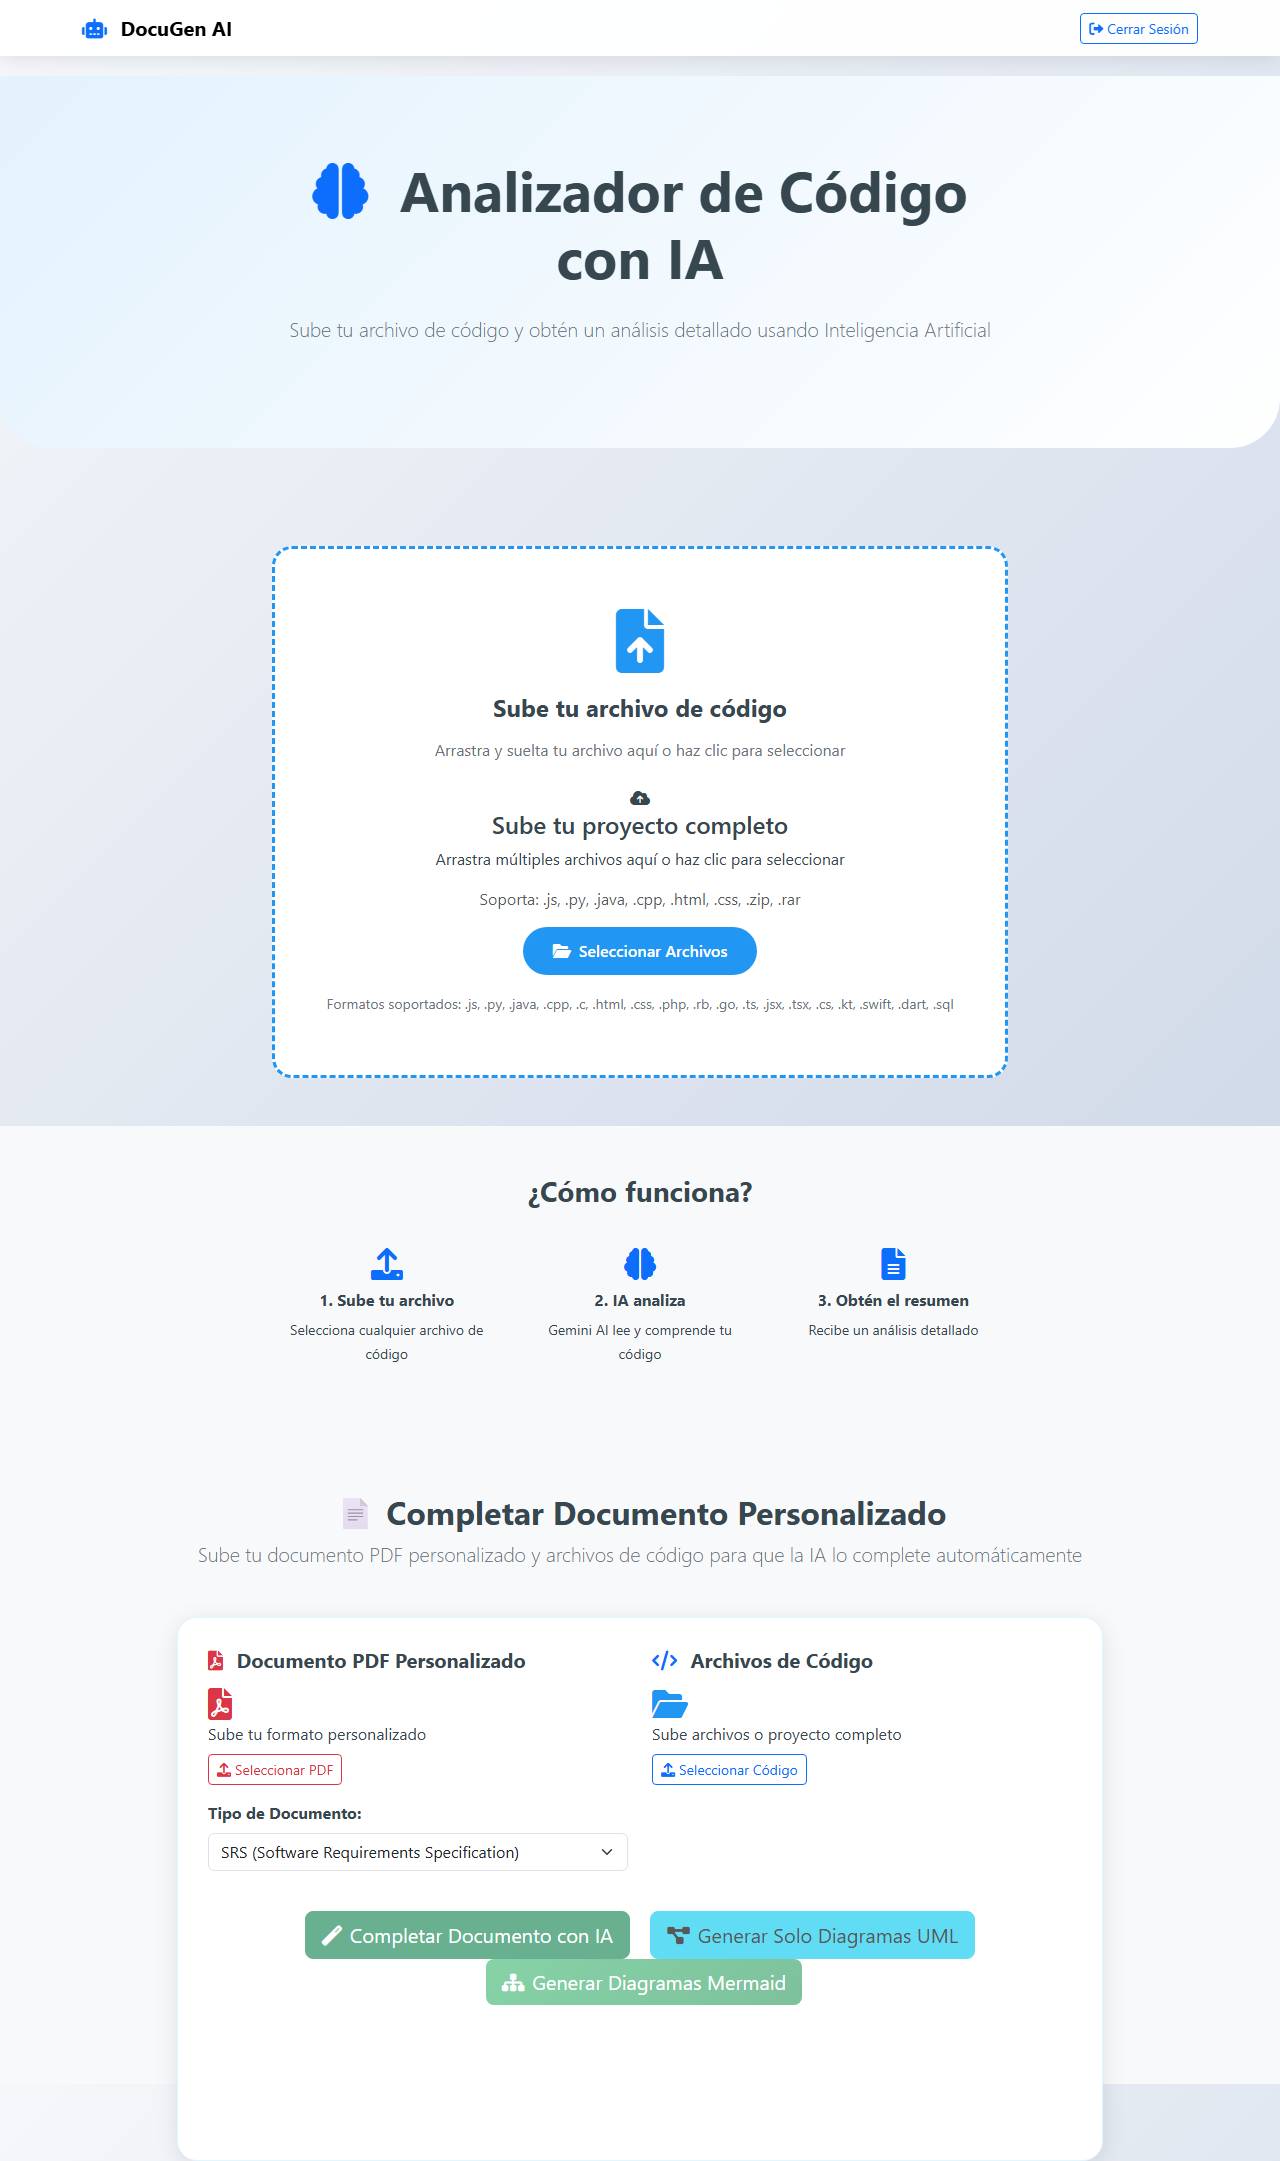 DocuGen AI
Cerrar Sesión
Analizador de Código
con IA
Sube tu archivo de código y obtén un análisis detallado usando Inteligencia Artificial
Sube tu archivo de código
Arrastra y suelta tu archivo aquí o haz clic para seleccionar
Sube tu proyecto completo
Arrastra múltiples archivos aquí o haz clic para seleccionar
Soporta: .js, .py, .java, .cpp, .html, .css, .zip, .rar
Seleccionar Archivos
Formatos soportados: .js, .py, .java, .cpp, .c, .html, .css, .php, .rb, .go, .ts, .jsx, .tsx, .cs, .kt, .swift, .dart, .sql
¿Cómo funciona?
1. Sube tu archivo
Selecciona cualquier archivo de
código
2. IA analiza
Gemini AI lee y comprende tu
código
3. Obtén el resumen
Recibe un análisis detallado
Completar Documento Personalizado
Sube tu documento PDF personalizado y archivos de código para que la IA lo complete automáticamente
Documento PDF Personalizado
Sube tu formato personalizado
Seleccionar PDF
Archivos de Código
Sube archivos o proyecto completo
Seleccionar Código
Tipo de Documento:
SRS (Software Requirements Specification)
Completar Documento con IA
Generar Solo Diagramas UML
Generar Diagramas Mermaid